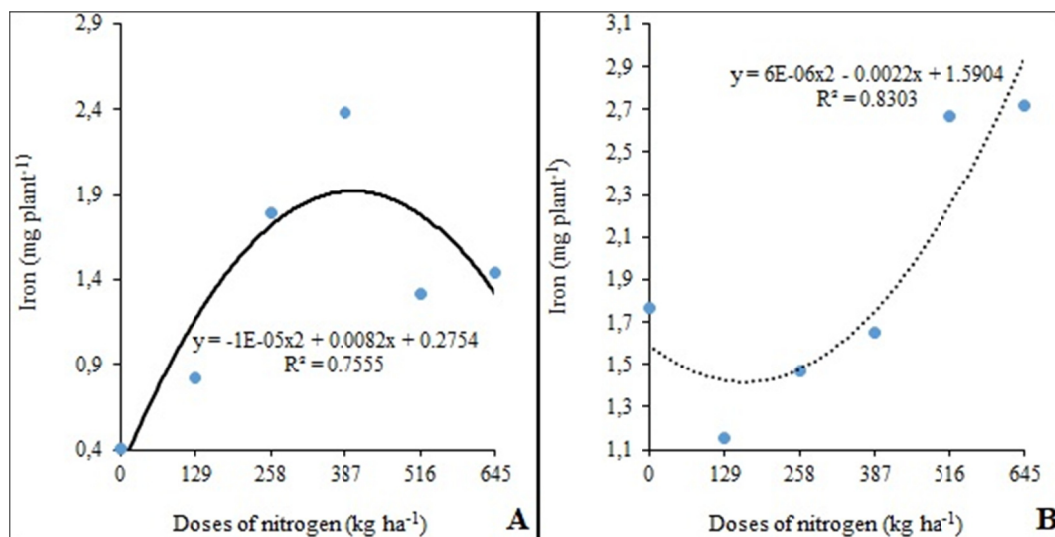 2,9
2,4
1,9
1,4
0,9
0,4
Iron (mg plant⁻¹)
y = -1E-05x2 + 0.0082x + 0.2754
R² = 0.7555
0 129 258 387 516 645
Doses of nitrogen (kg ha⁻¹)
A
3,1
2,9
2,7
2,5
2,3
2,1
1,9
1,7
1,5
1,3
1,1
Iron (mg plant⁻¹)
y = 6E-06x2 - 0.0022x + 1.5904
R² = 0.8303
0 129 258 387 516 645
Doses of nitrogen (kg ha⁻¹)
B